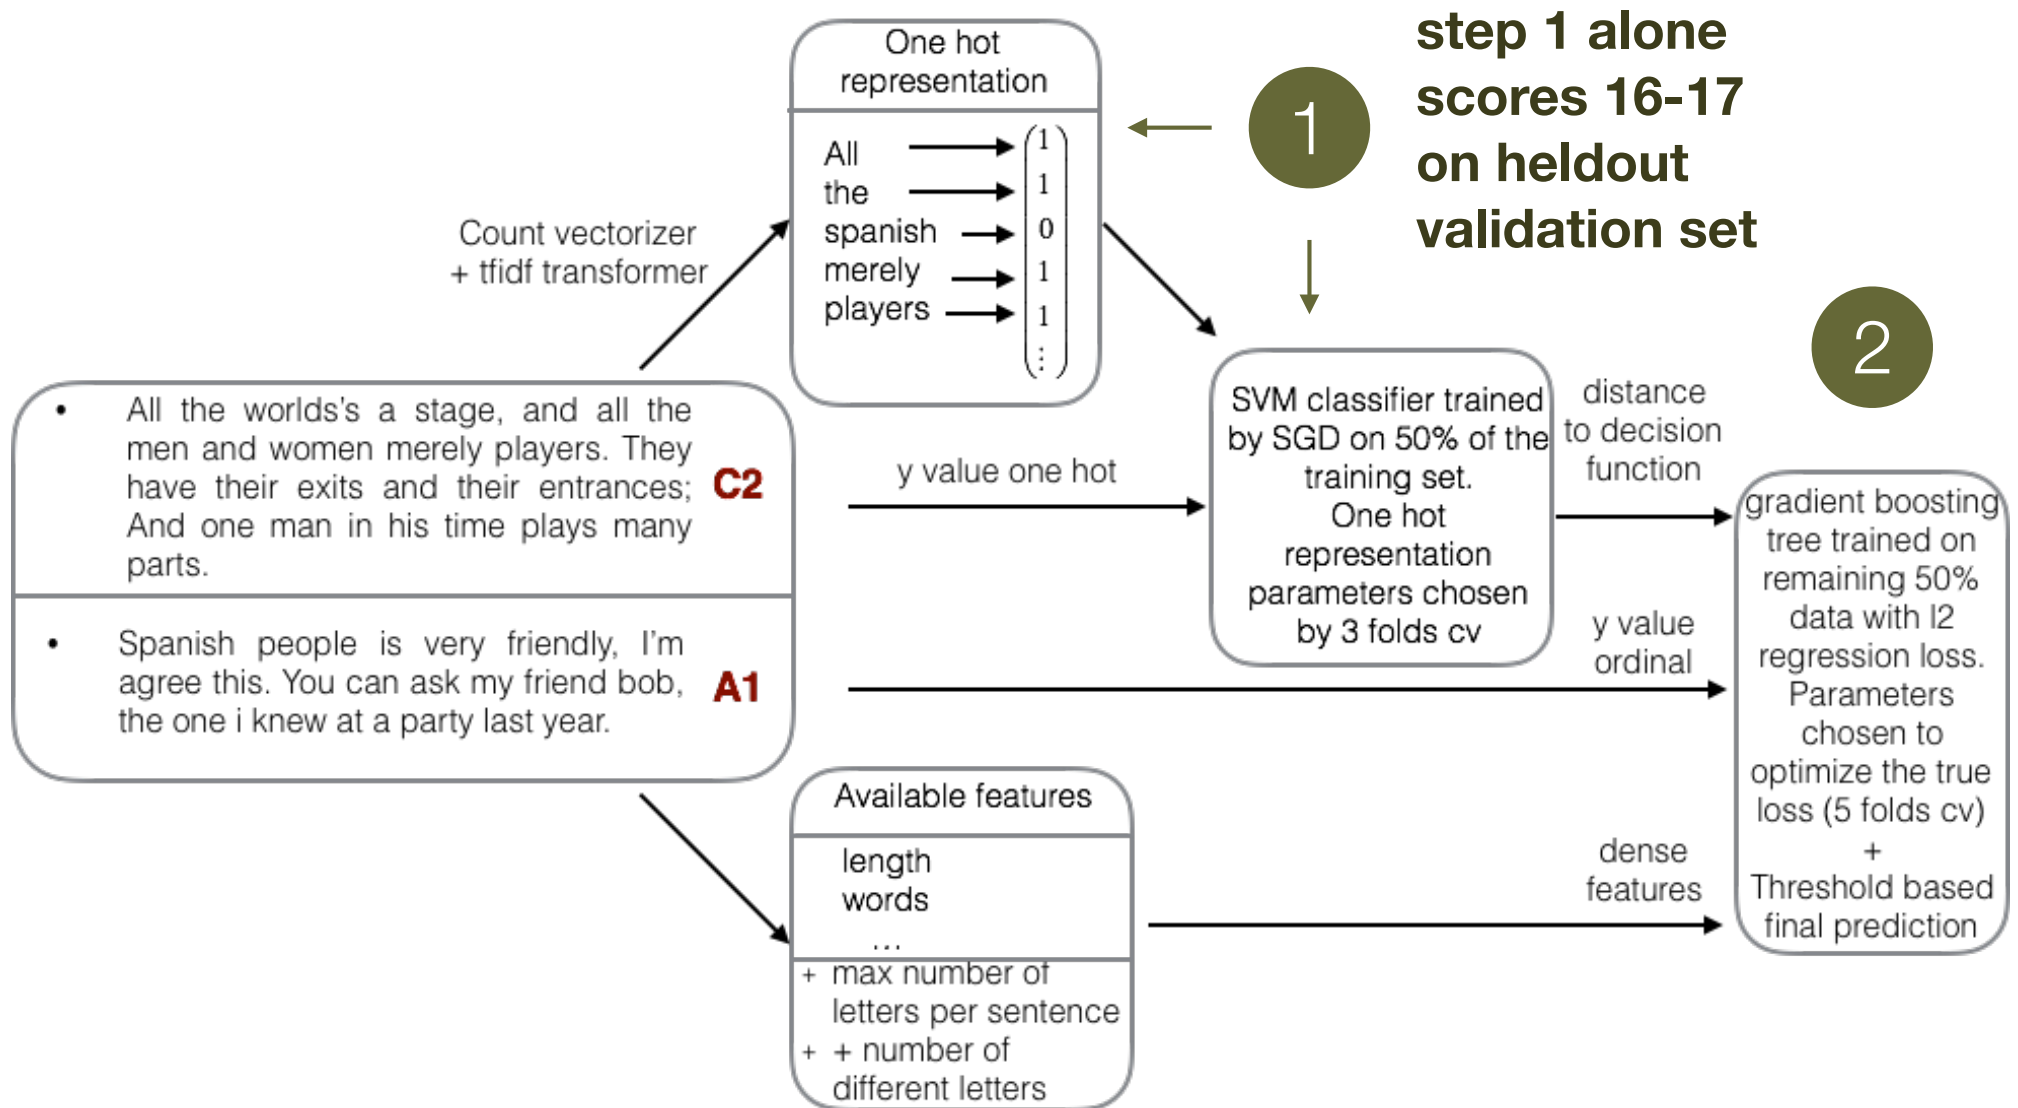 One hot
representation
All
the
spanish
merely
players
1
1
0
1
1
⋮
1
step 1 alone
scores 16-17
on heldout
validation set
Count vectorizer
+ tfidf transformer
2
• All the worlds's a stage, and all the
men and women merely players. They
have their exits and their entrances;
And one man in his time plays many
parts.
C2
• Spanish people is very friendly, I'm
agree this. You can ask my friend bob,
the one i knew at a party last year.
A1
y value one hot
SVM classifier trained
by SGD on 50% of the
training set.
One hot
representation
parameters chosen
by 3 folds cv
distance
to decision
function
y value
ordinal
gradient boosting
tree trained on
remaining 50%
data with l2
regression loss.
Parameters
chosen to
optimize the true
loss (5 folds cv)
+
Threshold based
final prediction
Available features
length
words
...
+ max number of
letters per sentence
+ + number of
different letters
dense
features